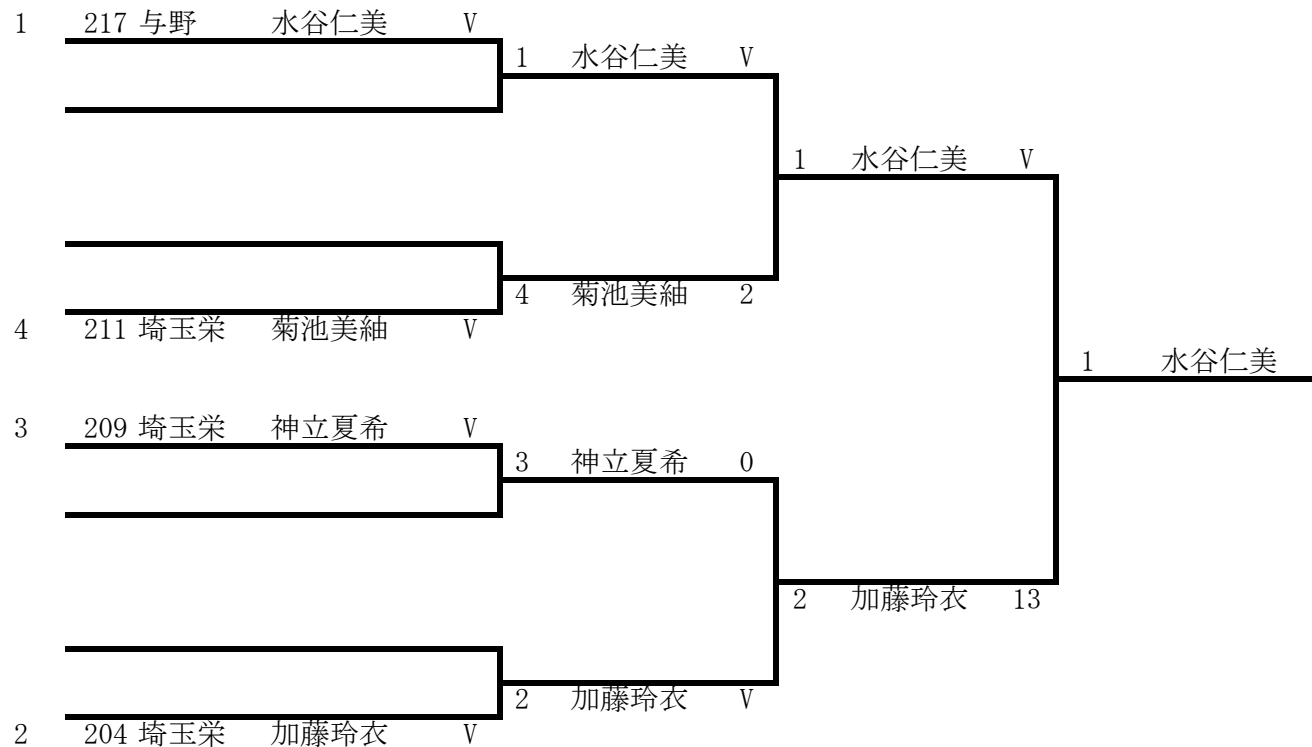 1 217 与野 水谷仁美 V
1 水谷仁美 V
1 水谷仁美 V
4 菊池美紬 2
4 211 埼玉栄 菊池美紬 V
1 水谷仁美
3 209 埼玉栄 神立夏希 V
3 神立夏希 0
2 加藤玲衣 13
2 加藤玲衣 V
2 204 埼玉栄 加藤玲衣 V